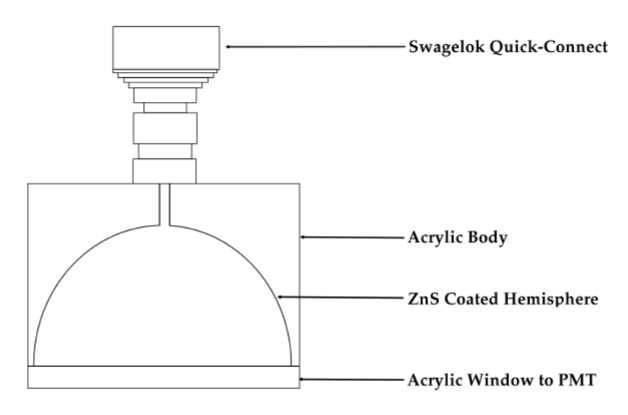 Swagelok Quick-Connect
Acrylic Body
ZnS Coated Hemisphere
Acrylic Window to PMT